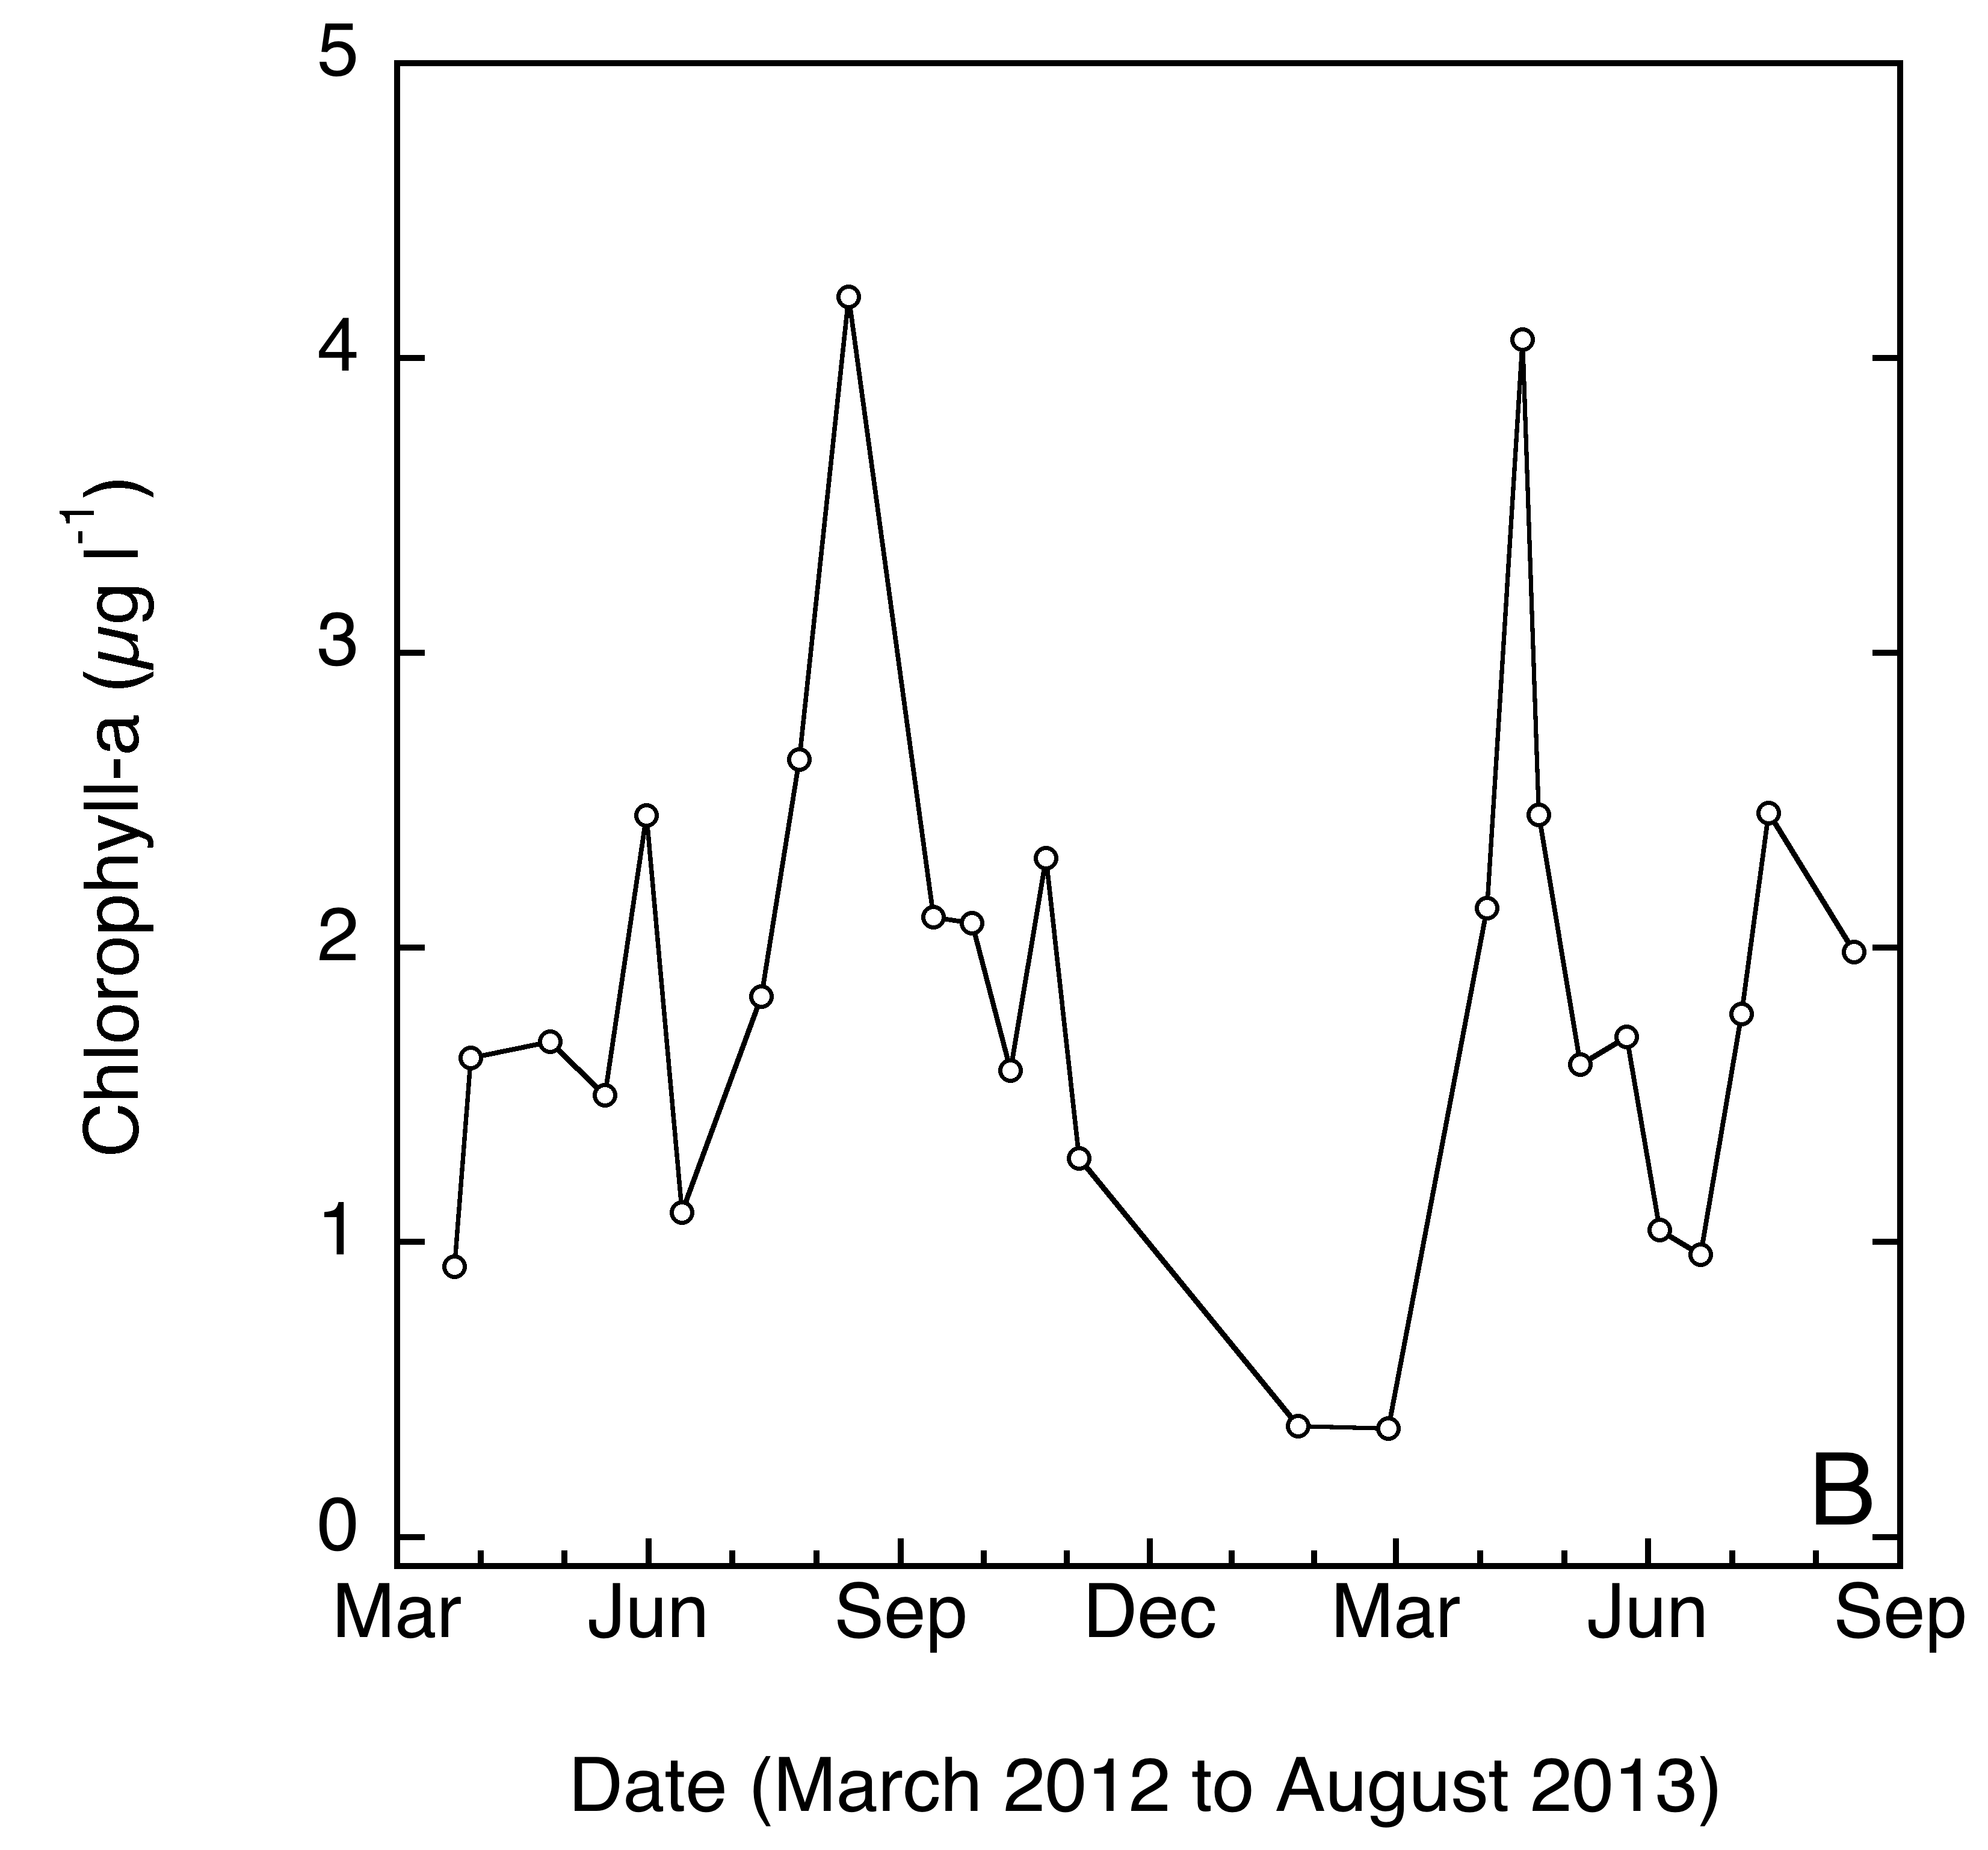 5
4
3
2
1
0
Chlorophyll-a (µg l⁻¹)
B
Mar Jun Sep Dec Mar Jun Sep
Date (March 2012 to August 2013)